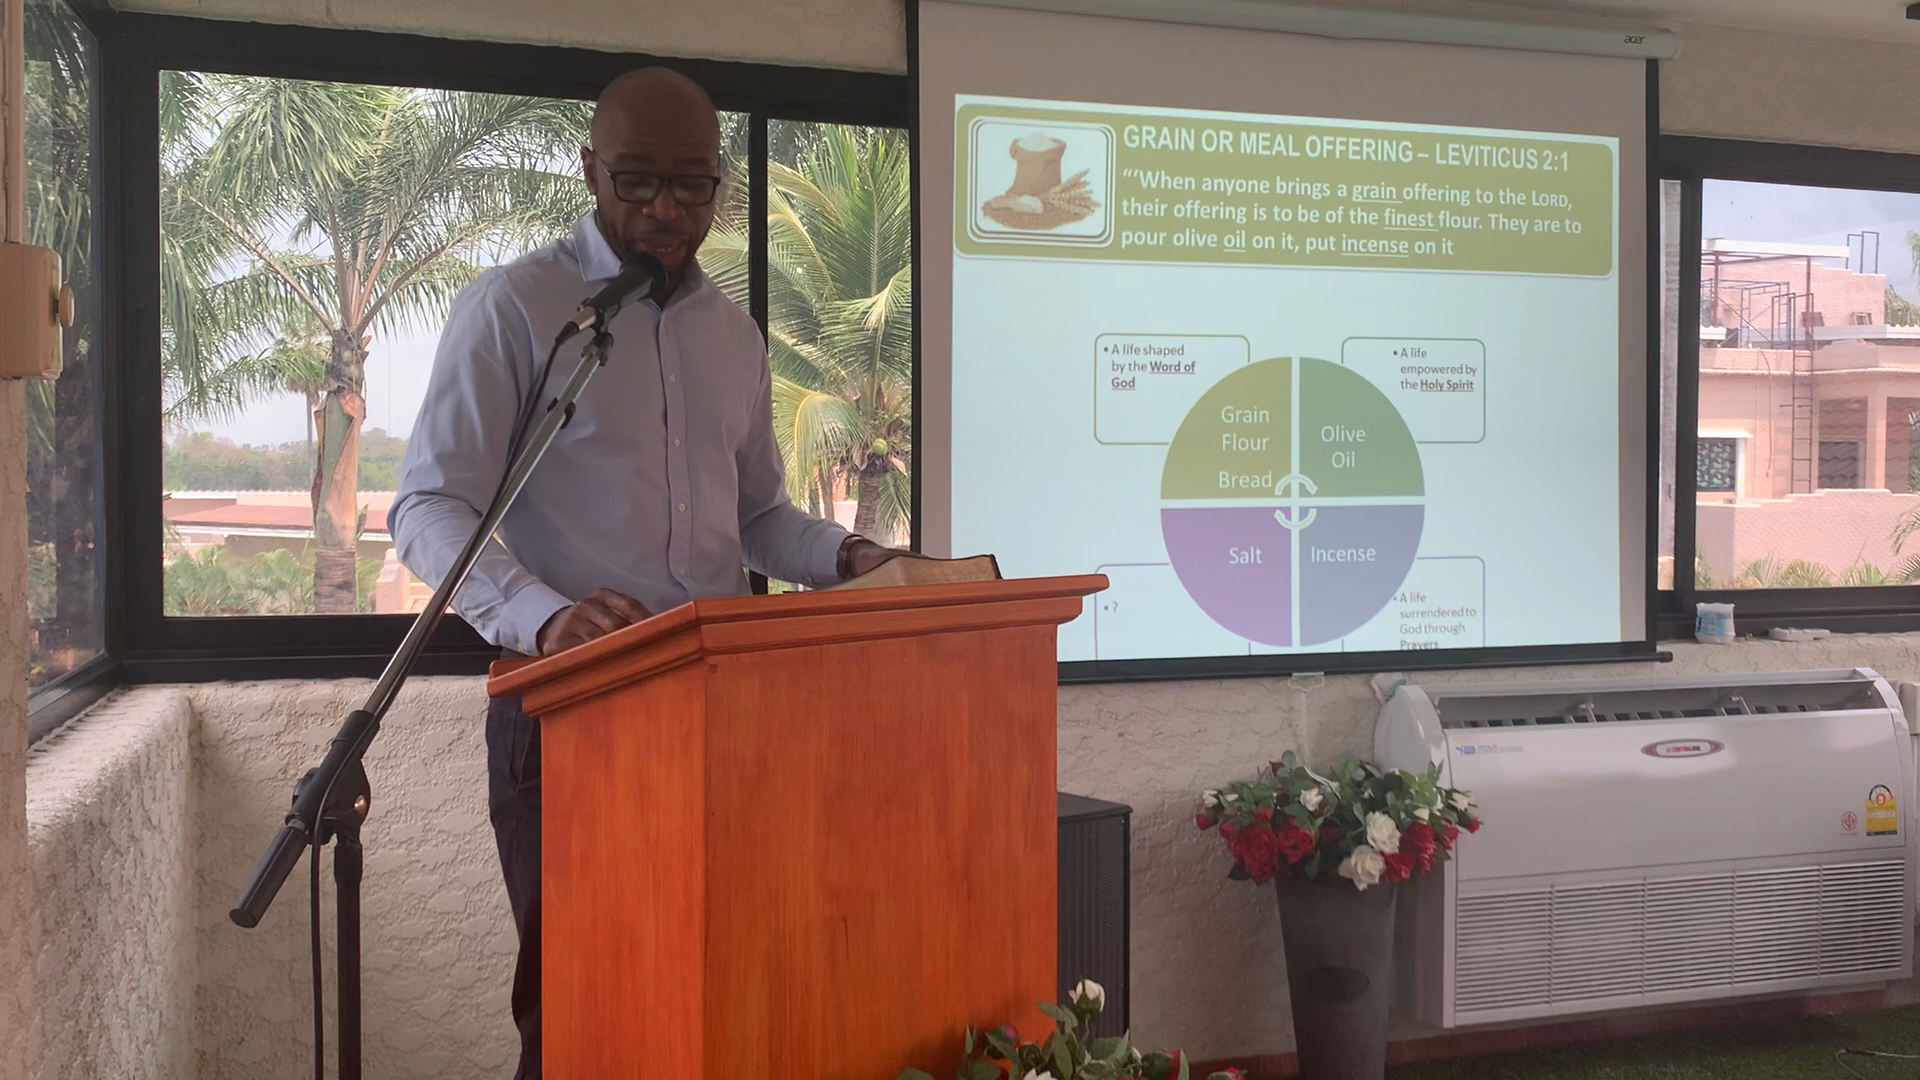 acer
GRAIN OR MEAL OFFERING – LEVITICUS 2:1
“‘When anyone brings a grain offering to the LORD,
their offering is to be of the finest flour. They are to
pour olive oil on it, put incense on it
• A life shaped
by the Word of
God
• A life
empowered by
the Holy Spirit
Grain
Flour
Bread
Olive
Oil
Salt
Incense
• ?
• A life
surrendered to
God through
Prayers